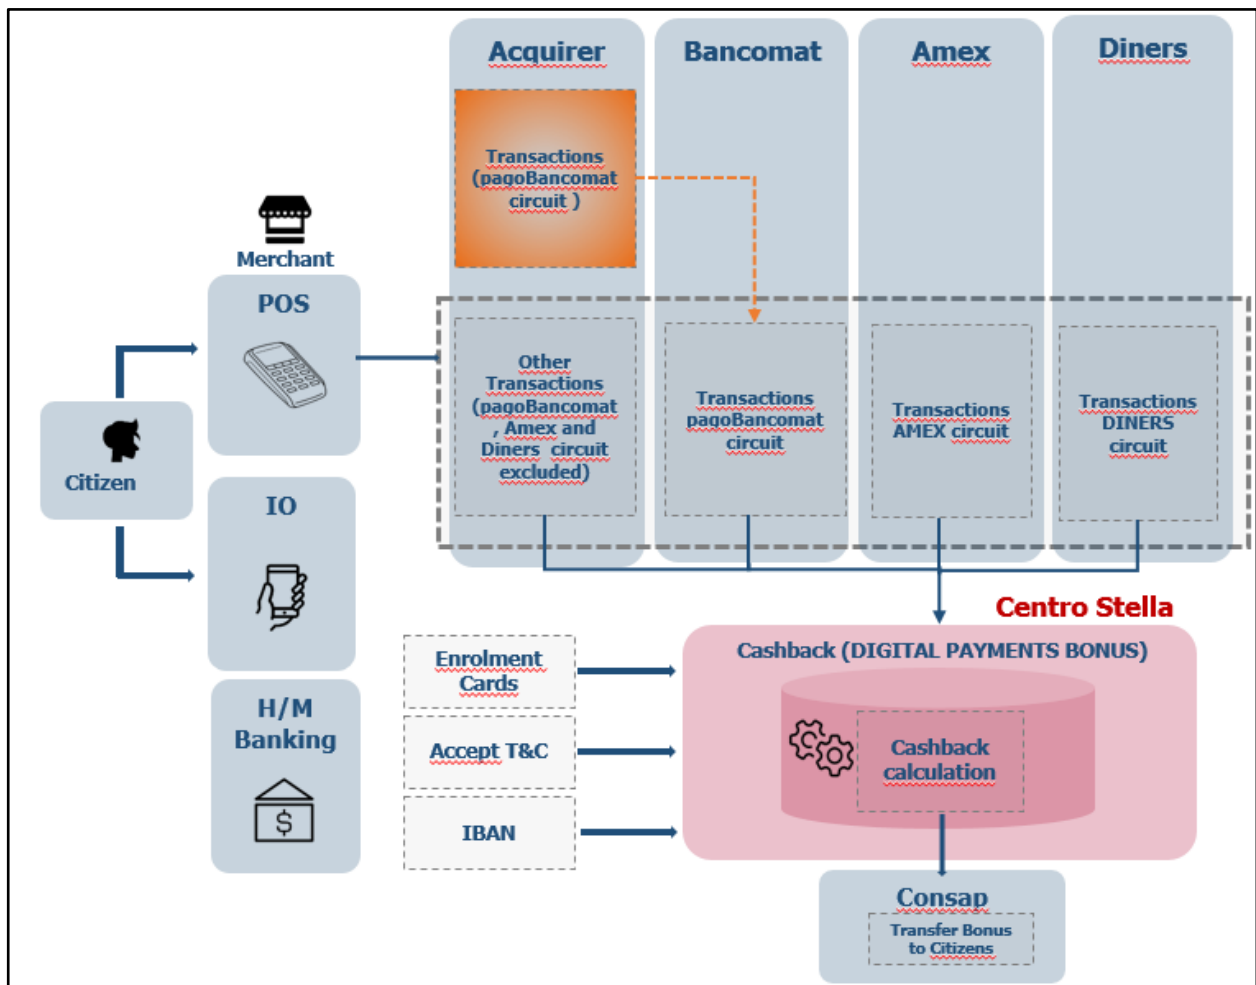 Acquirer
Bancomat
Amex
Diners
Transactions
(pagoBancomat
circuit )
Merchant
POS
Citizen
IO
H/M
Banking
$
Other
Transactions
(pagoBancomat
, Amex and
Diners circuit
excluded)
Transactions
pagoBancomat
circuit
Transactions
AMEX circuit
Transactions
DINERS
circuit
Centro Stella
Enrolment
Cards
Accept T&C
IBAN
Cashback (DIGITAL PAYMENTS BONUS)
Cashback
calculation
Consap
Transfer Bonus
to Citizens